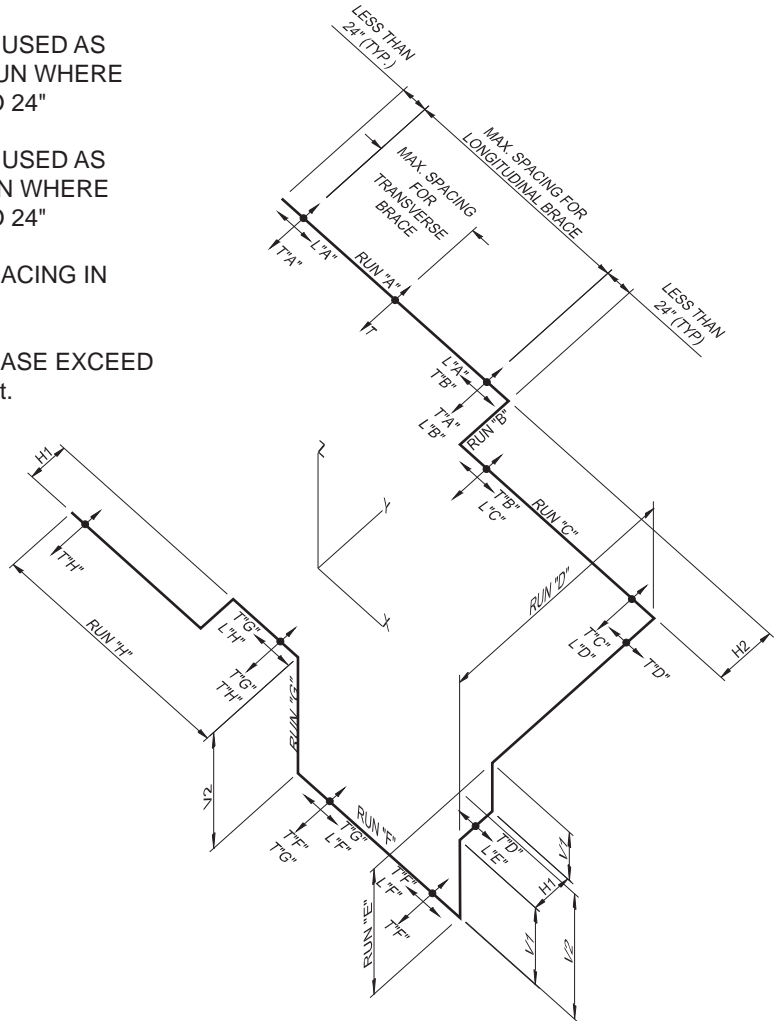 USED AS
UN WHERE
24"
USED AS
N WHERE
24"
ACING IN
ASE EXCEED
t.
LESS THAN
24" (TYP.)
MAX. SPACING FOR
LONGITUDINAL BRACE
MAX. SPACING
FOR
TRANSVERSE
BRACE
LESS THAN
24" (TYP)
L"A"
T"A"
RUN "A"
T
L"A"
T"B"
T"A"
L"B"
RUN "B"
T"B"
L"C"
RUN "C"
RUN "D"
T"C"
L"D"
T"D"
H2
H1
Z
Y
X
T"H"
RUN "H"
T"G"
L"H"
T"G"
T"H"
RUN "G"
V2
RUN "F"
T"G"
L"F"
T"F"
T"G"
T"F"
L"F"
T"F"
RUN "E"
T"D"
L"E"
V1
H1
V1
V2